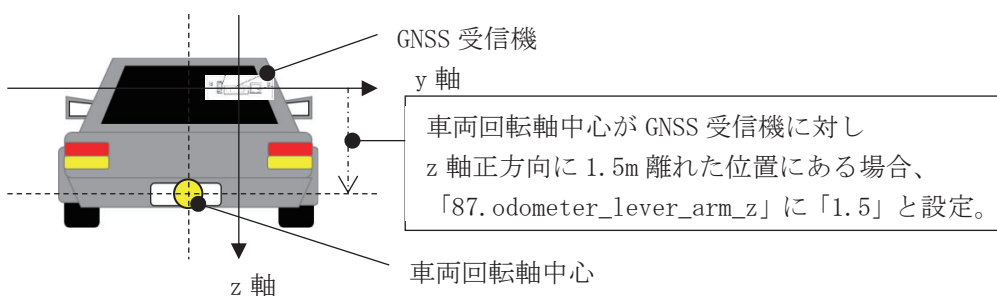 GNSS 受信機
y 軸
車両回転軸中心が GNSS 受信機に対し
z 軸正方向に 1.5m 離れた位置にある場合、
「87.odometer_lever_arm_z」に「1.5」と設定。
車両回転軸中心
z 軸